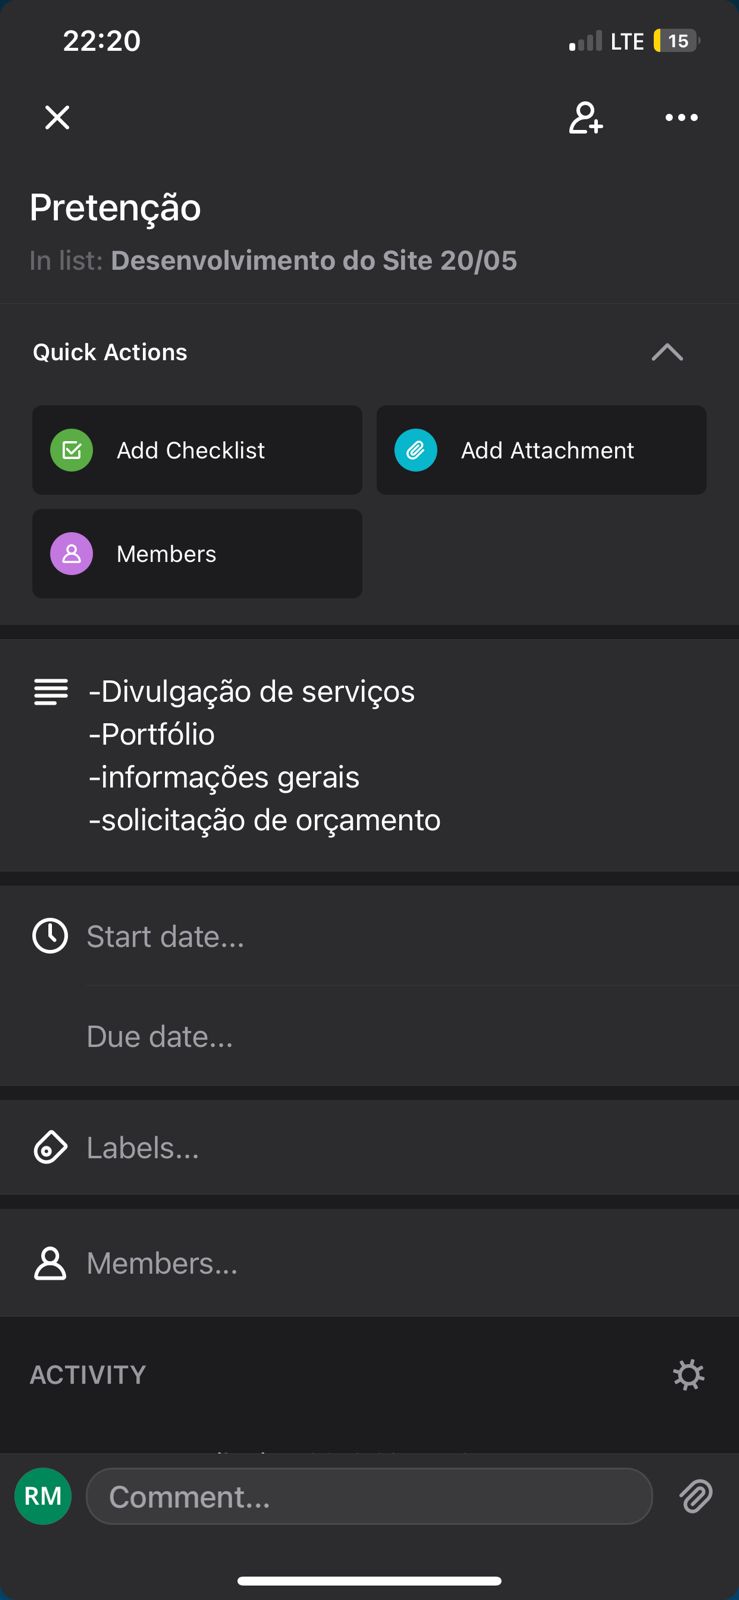 22:20
LTE 15
Pretenção
In list: Desenvolvimento do Site 20/05
Quick Actions
Add Checklist
Add Attachment
Members
-Divulgação de serviços
-Portfólio
-informações gerais
-solicitação de orçamento
Start date...
Due date...
Labels...
Members...
ACTIVITY
RM
Comment...